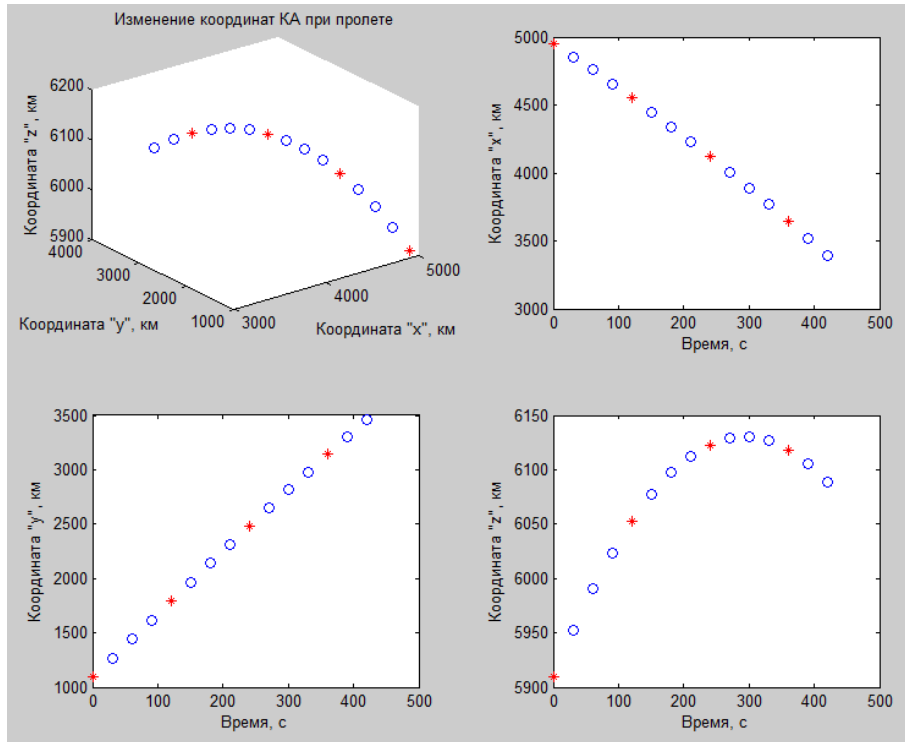 Изменение координат КА при пролете
6200
6100
6000
5900
4000
3000
2000
1000
3000
4000
5000
Координата "z", км
Координата "y", км
Координата "x", км
5000
4500
4000
3500
3000
0 100 200 300 400 500
Координата "x", км
Время, с
3500
3000
2500
2000
1500
1000
0 100 200 300 400 500
Координата "y", км
Время, с
6150
6100
6050
6000
5950
5900
0 100 200 300 400 500
Координата "z", км
Время, с